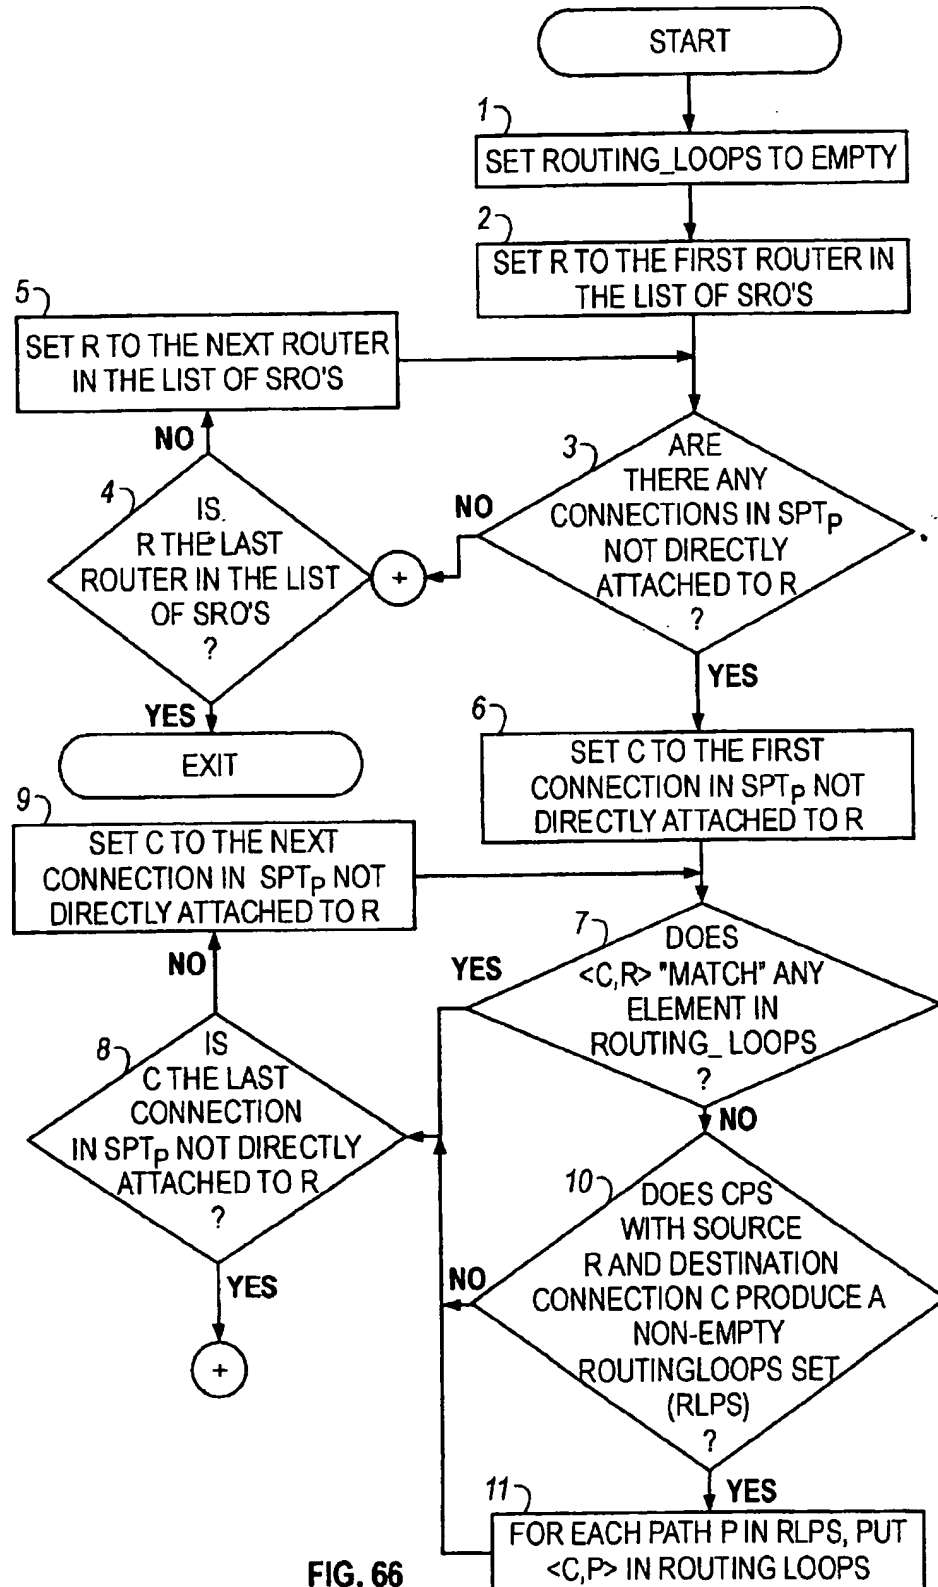 START
1
SET ROUTING_LOOPS TO EMPTY
2
SET R TO THE FIRST ROUTER IN
THE LIST OF SRO'S
5
SET R TO THE NEXT ROUTER
IN THE LIST OF SRO'S
NO
4
IS
R THE LAST
ROUTER IN THE LIST
OF SRO'S
?
+
YES
EXIT
3
ARE
THERE ANY
CONNECTIONS IN SPTP
NOT DIRECTLY
ATTACHED TO R
?
NO
YES
6
SET C TO THE FIRST
CONNECTION IN SPTP NOT
DIRECTLY ATTACHED TO R
9
SET C TO THE NEXT
CONNECTION IN SPTP NOT
DIRECTLY ATTACHED TO R
NO
7
DOES
<C,R> "MATCH" ANY
ELEMENT IN
ROUTING_ LOOPS
?
YES
NO
8
IS
C THE LAST
CONNECTION
IN SPTP NOT DIRECTLY
ATTACHED TO R
?
YES
+
10
DOES CPS
WITH SOURCE
R AND DESTINATION
CONNECTION C PRODUCE A
NON-EMPTY
ROUTINGLOOPS SET
(RLPS)
?
NO
YES
11
FOR EACH PATH P IN RLPS, PUT
<C,P> IN ROUTING LOOPS
FIG. 66